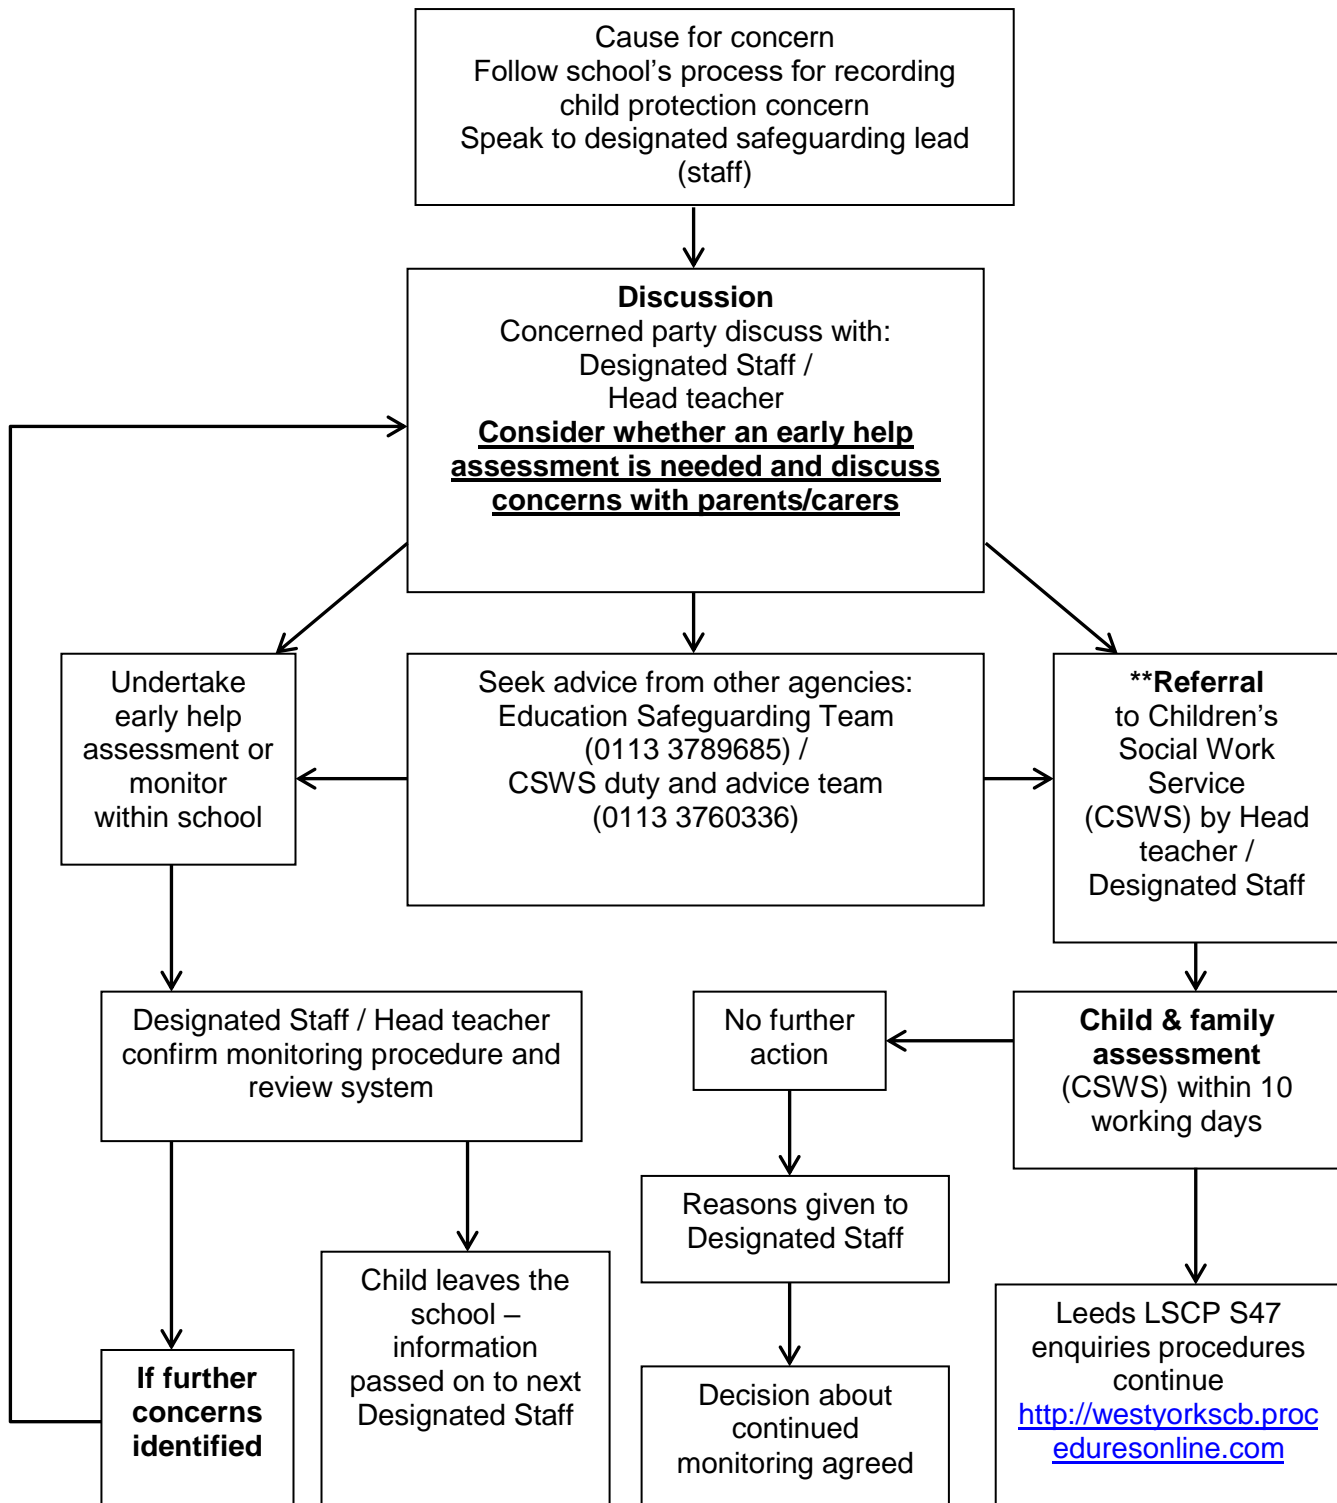 Cause for concern
Follow school’s process for recording
child protection concern
Speak to designated safeguarding lead
(staff)
Discussion
Concerned party discuss with:
Designated Staff /
Head teacher
Consider whether an early help
assessment is needed and discuss
concerns with parents/carers
Undertake
early help
assessment or
monitor
within school
Seek advice from other agencies:
Education Safeguarding Team
(0113 3789685) /
CSWS duty and advice team
(0113 3760336)
**Referral
to Children’s
Social Work
Service
(CSWS) by Head
teacher /
Designated Staff
Designated Staff / Head teacher
confirm monitoring procedure and
review system
No further
action
Child & family
assessment
(CSWS) within 10
working days
Reasons given to
Designated Staff
If further
concerns
identified
Child leaves the
school –
information
passed on to next
Designated Staff
Decision about
continued
monitoring agreed
Leeds LSCP S47
enquiries procedures
continue
http://westyorkscb.proc
eduresonline.com